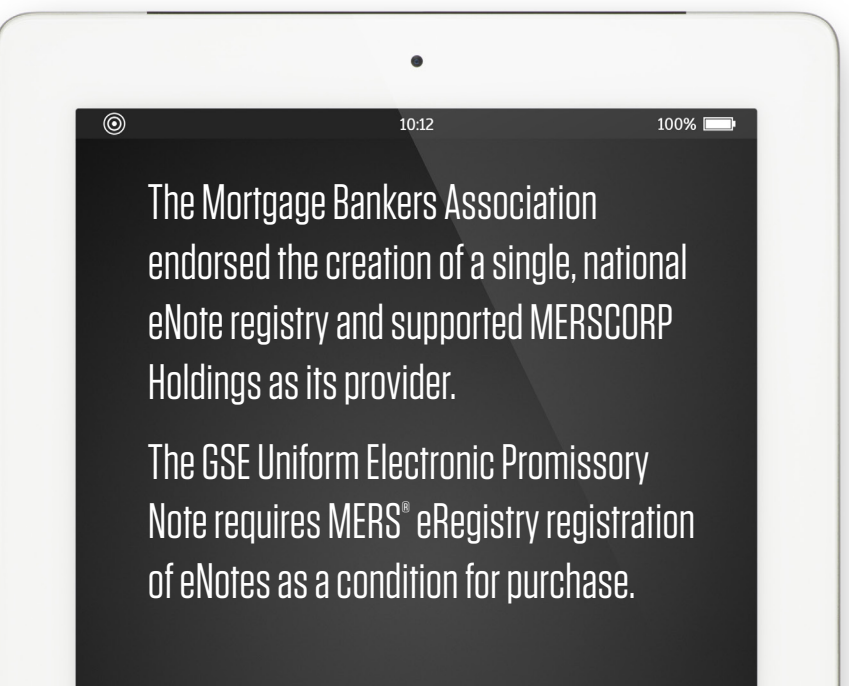 10:12
100%
The Mortgage Bankers Association
endorsed the creation of a single, national
eNote registry and supported MERSCORP
Holdings as its provider.
The GSE Uniform Electronic Promissory
Note requires MERS® eRegistry registration
of eNotes as a condition for purchase.